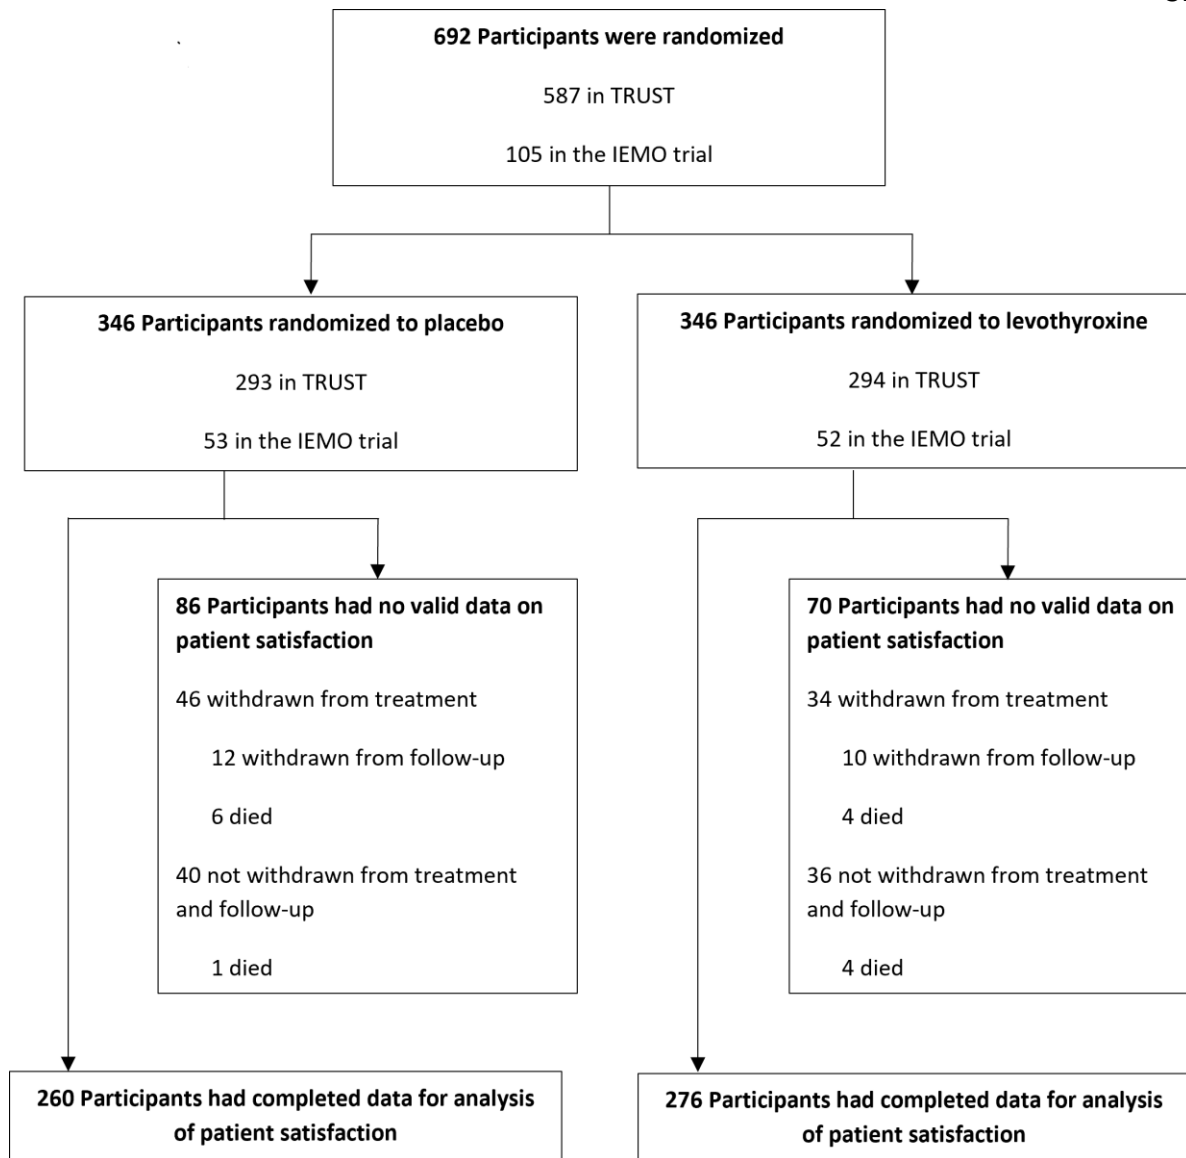 692 Participants were randomized
587 in TRUST
105 in the IEMO trial
346 Participants randomized to placebo
293 in TRUST
53 in the IEMO trial
346 Participants randomized to levothyroxine
294 in TRUST
52 in the IEMO trial
86 Participants had no valid data on
patient satisfaction
46 withdrawn from treatment
12 withdrawn from follow-up
6 died
40 not withdrawn from treatment
and follow-up
1 died
70 Participants had no valid data on
patient satisfaction
34 withdrawn from treatment
10 withdrawn from follow-up
4 died
36 not withdrawn from treatment
and follow-up
4 died
260 Participants had completed data for analysis
of patient satisfaction
276 Participants had completed data for analysis
of patient satisfaction